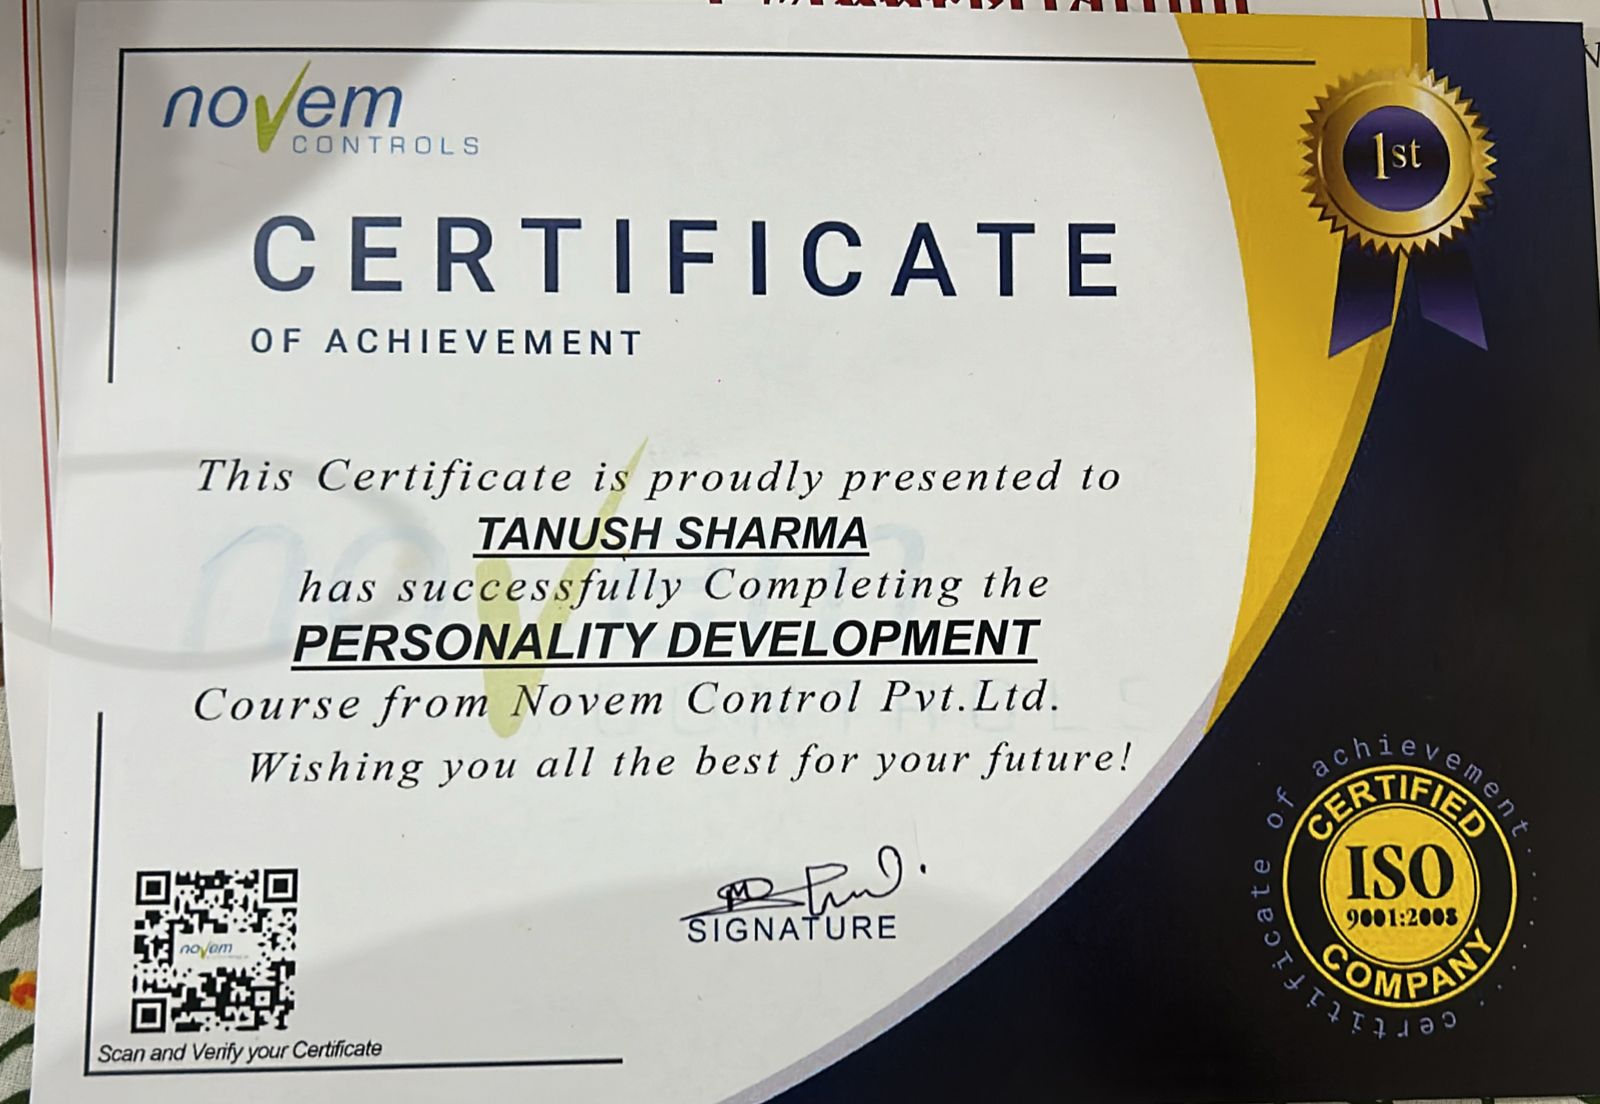 novem
CONTROLS
1st
CERTIFICATE
OF ACHIEVEMENT
This Certificate is proudly presented to
TANUSH SHARMA
has successfully Completing the
PERSONALITY DEVELOPMENT
Course from Novem Control Pvt.Ltd.
Wishing you all the best for your future!
SIGNATURE
novem
Scan and Verify your Certificate
certificate of achievement
CERTIFIED
ISO
9001:2008
COMPANY